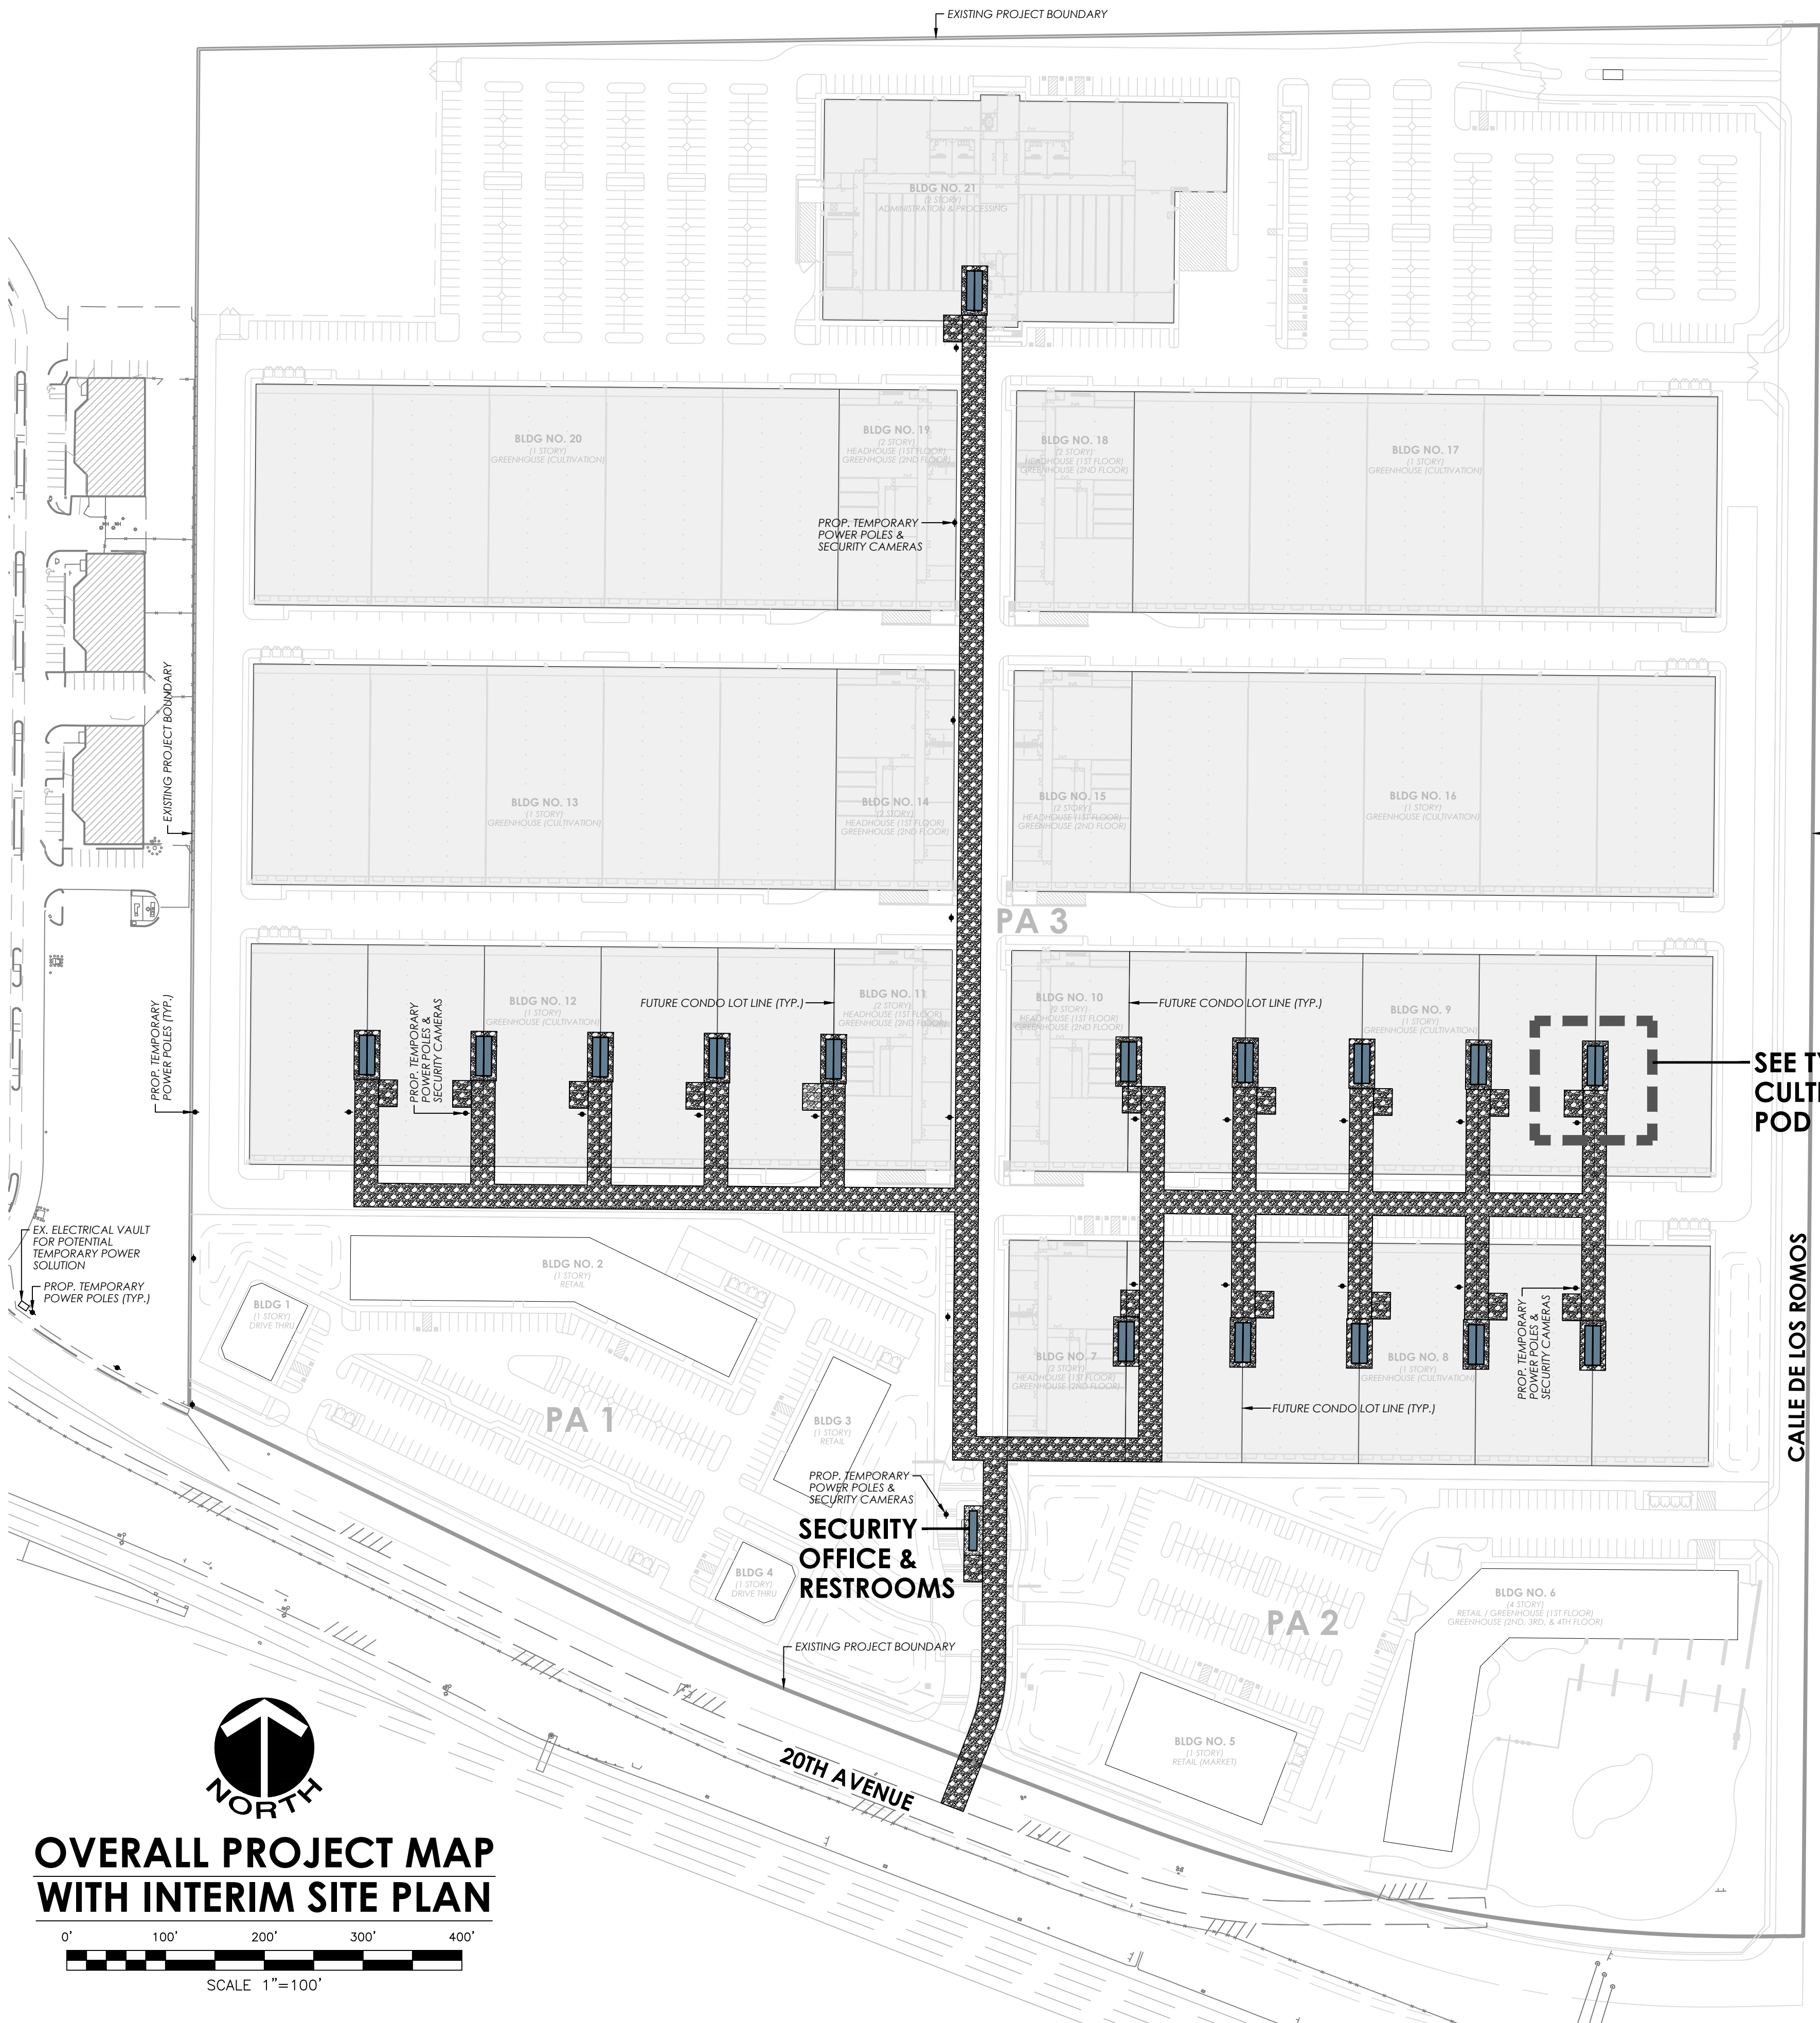 EXISTING PROJECT BOUNDARY
BLDG NO. 21
(2 STORY)
ADMINISTRATION & PROCESSING
BLDG NO. 20
(1 STORY)
GREENHOUSE (CULTIVATION)
BLDG NO. 19
(2 STORY)
HEADHOUSE (1ST FLOOR)
GREENHOUSE (2ND FLOOR)
BLDG NO. 18
(2 STORY)
HEADHOUSE (1ST FLOOR)
GREENHOUSE (2ND FLOOR)
BLDG NO. 17
(1 STORY)
GREENHOUSE (CULTIVATION)
PROP. TEMPORARY
POWER POLES &
SECURITY CAMERAS
EXISTING PROJECT BOUNDARY
BLDG NO. 13
(1 STORY)
GREENHOUSE (CULTIVATION)
BLDG NO. 14
(2 STORY)
HEADHOUSE (1ST FLOOR)
GREENHOUSE (2ND FLOOR)
BLDG NO. 15
(2 STORY)
HEADHOUSE (1ST FLOOR)
GREENHOUSE (2ND FLOOR)
BLDG NO. 16
(1 STORY)
GREENHOUSE (CULTIVATION)
PA 3
PROP. TEMPORARY
POWER POLES (TYP.)
BLDG NO. 12
(1 STORY)
GREENHOUSE (CULTIVATION)
PROP. TEMPORARY
POWER POLES &
SECURITY CAMERAS
FUTURE CONDO LOT LINE (TYP.)
BLDG NO. 11
(2 STORY)
HEADHOUSE (1ST FLOOR)
GREENHOUSE (2ND FLOOR)
BLDG NO. 10
(2 STORY)
HEADHOUSE (1ST FLOOR)
GREENHOUSE (2ND FLOOR)
FUTURE CONDO LOT LINE (TYP.)
BLDG NO. 9
(1 STORY)
GREENHOUSE (CULTIVATION)
SEE TY
CULTI
POD
EX. ELECTRICAL VAULT
FOR POTENTIAL
TEMPORARY POWER
SOLUTION
PROP. TEMPORARY
POWER POLES (TYP.)
BLDG NO. 2
(1 STORY)
RETAIL
BLDG 1
(1 STORY)
DRIVE THRU
BLDG NO. 7
(2 STORY)
HEADHOUSE (1ST FLOOR)
GREENHOUSE (2ND FLOOR)
BLDG NO. 8
(1 STORY)
GREENHOUSE (CULTIVATION)
PROP. TEMPORARY
POWER POLES &
SECURITY CAMERAS
CALLE DE LOS ROMOS
FUTURE CONDO LOT LINE (TYP.)
PA 1
BLDG 3
(1 STORY)
RETAIL
PROP. TEMPORARY
POWER POLES &
SECURITY CAMERAS
SECURITY
OFFICE &
RESTROOMS
BLDG 4
(1 STORY)
DRIVE THRU
BLDG NO. 6
(4 STORY)
RETAIL / GREENHOUSE (1ST FLOOR)
GREENHOUSE (2ND, 3RD, & 4TH FLOOR)
PA 2
EXISTING PROJECT BOUNDARY
BLDG NO. 5
(1 STORY)
RETAIL (MARKET)
20TH AVENUE
NORTH
OVERALL PROJECT MAP
WITH INTERIM SITE PLAN
0' 100' 200' 300' 400'
SCALE 1"=100'